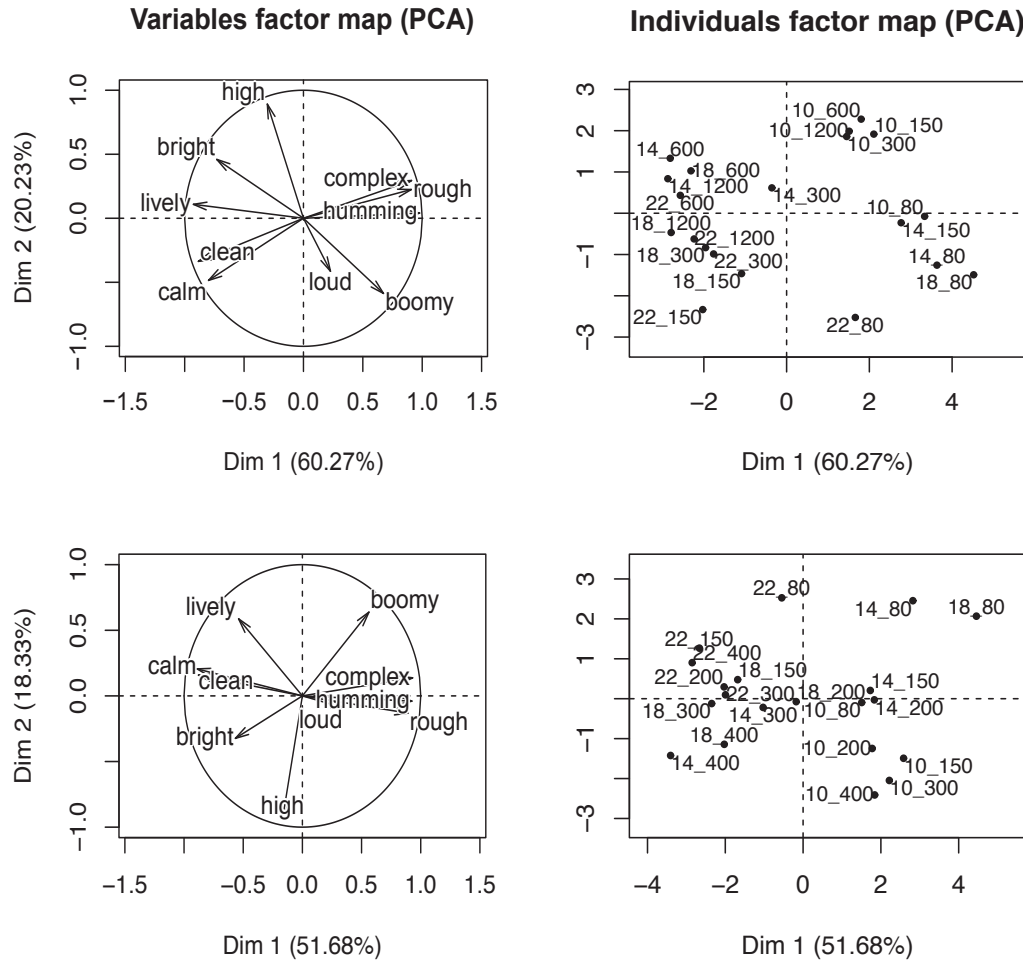 Variables factor map (PCA)
Individuals factor map (PCA)
Dim 2 (20.23%)
1.0
0.5
0.0
−1.0
high
bright
lively
clean
calm
complex
rough
humming
loud
boomy
−1.5
−0.5
0.0
0.5
1.0
1.5
Dim 1 (60.27%)
3
2
1
−1
−3
10_600
10_1200
10_150
10_300
14_600
18_600
14_1200
14_300
22_600
10_80
18_1200
22_1200
14_150
18_300
22_300
14_80
18_150
18_80
22_150
22_80
−2
0
2
4
Dim 1 (60.27%)
Dim 2 (18.33%)
1.0
0.5
0.0
−1.0
lively
boomy
calm
clean
complex
humming
loud
rough
bright
high
−1.5
−0.5
0.0
0.5
1.0
1.5
Dim 1 (51.68%)
3
2
1
−1
−3
22_80
14_80
18_80
22_150
22_400
18_150
22_200
14_150
22_300
18_200
18_300
14_300
10_80
14_200
18_400
14_400
10_200
10_150
10_300
10_400
−4
−2
0
2
4
Dim 1 (51.68%)